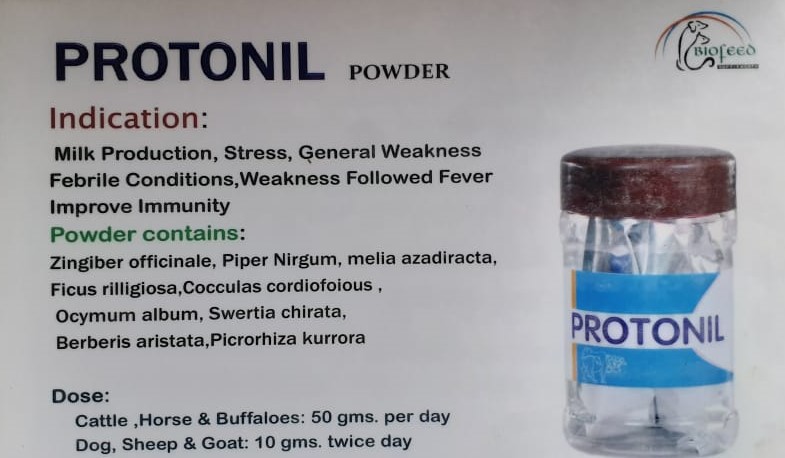 PROTONIL POWDER
BIOFEED
Indication:
Milk Production, Stress, General Weakness
Febrile Conditions,Weakness Followed Fever
Improve Immunity
Powder contains:
Zingiber officinale, Piper Nirgum, melia azadiracta,
Ficus rilligiosa,Cocculas cordiofoious ,
Ocymum album, Swertia chirata,
Berberis aristata,Picrorhiza kurrora
PROTONIL
Dose:
Cattle ,Horse & Buffaloes: 50 gms. per day
Dog, Sheep & Goat: 10 gms. twice day